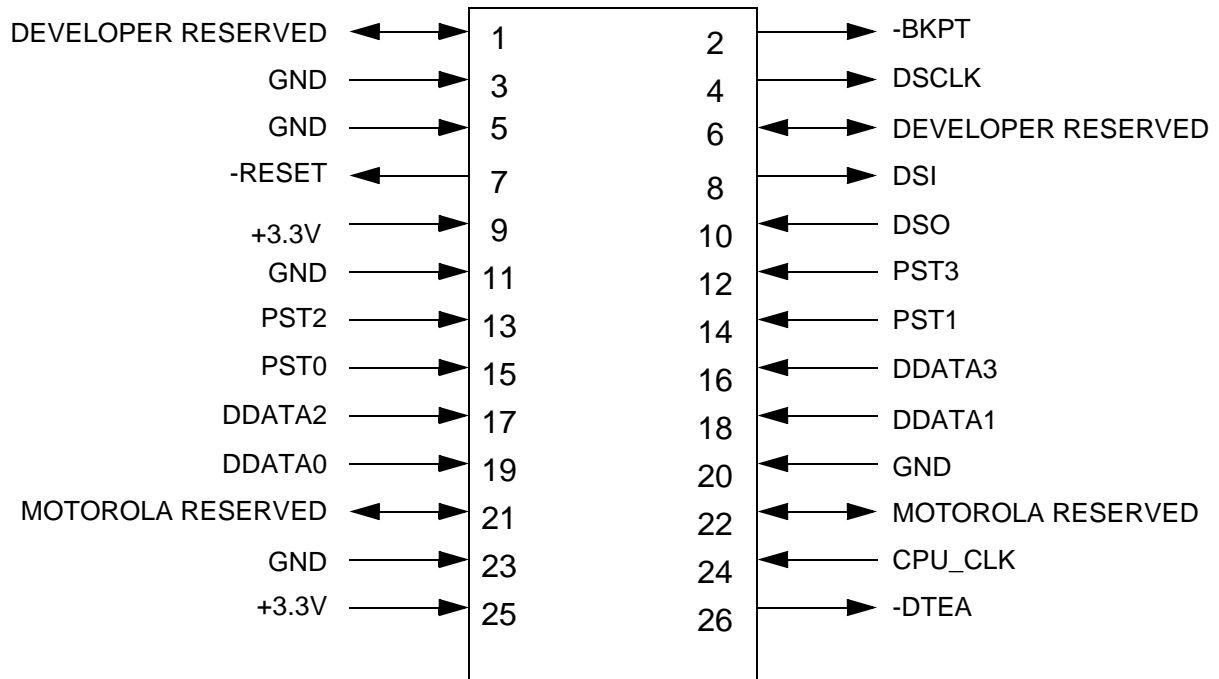 DEVELOPER RESERVED 1 2 -BKPT
GND 3 4 DSCLK
GND 5 6 DEVELOPER RESERVED
-RESET 7 8 DSI
+3.3V 9 10 DSO
GND 11 12 PST3
PST2 13 14 PST1
PST0 15 16 DDATA3
DDATA2 17 18 DDATA1
DDATA0 19 20 GND
MOTOROLA RESERVED 21 22 MOTOROLA RESERVED
GND 23 24 CPU_CLK
+3.3V 25 26 -DTEA